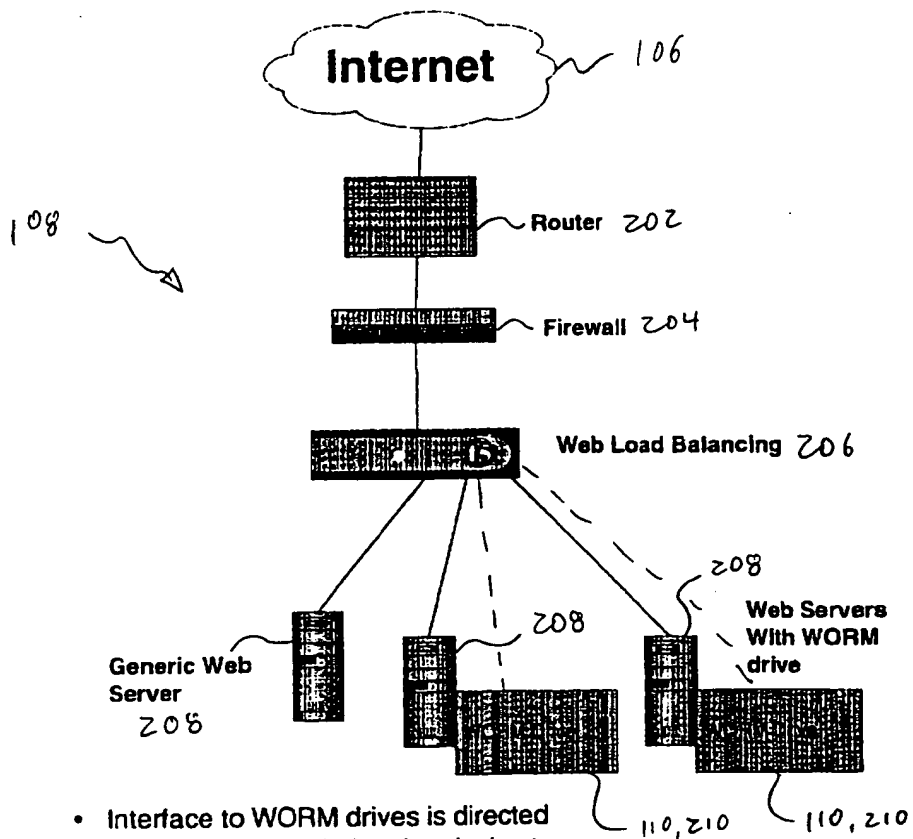 Internet
106
108
Router 202
Firewall 204
Web Load Balancing 206
208
Web Servers
With WORM
drive
208
Generic Web
Server
208
110, 210
110, 210
• Interface to WORM drives is directed